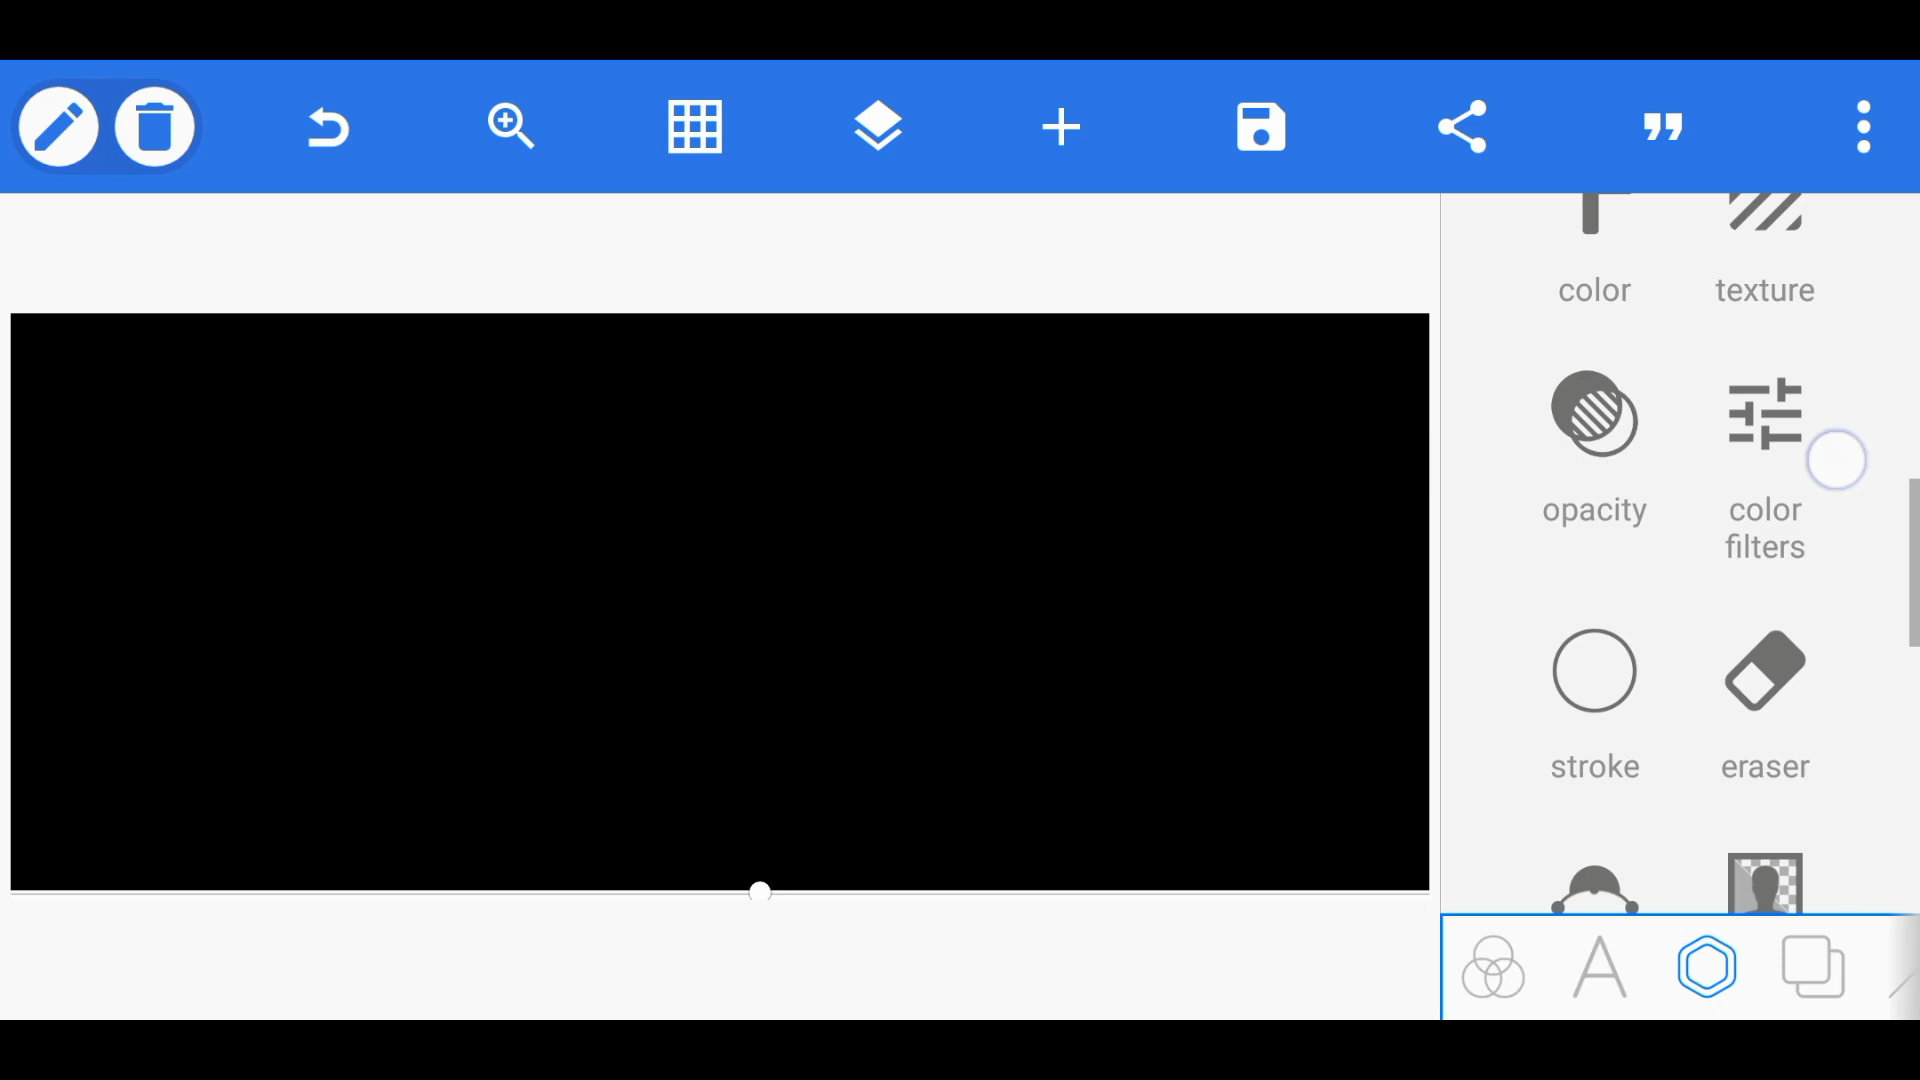 color
texture
opacity
color
filters
stroke
eraser